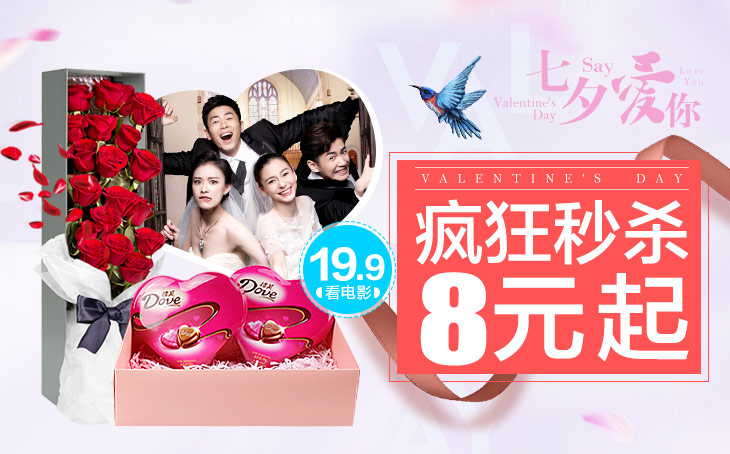 七夕爱你
Say
Love
You
Valentine's
Day
VALENTINE'S DAY
疯狂秒杀
8元起
19.9
看电影
德芙
Dove
德芙
Dove